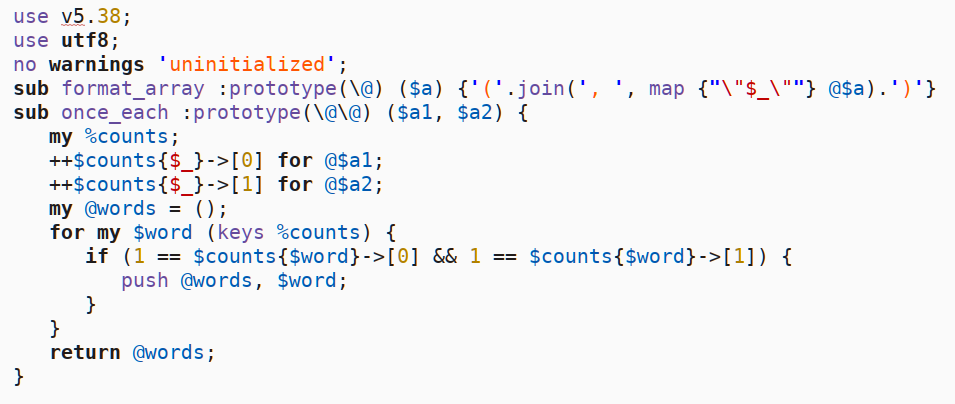 use v5.38;
use utf8;
no warnings 'uninitialized';
sub format_array :prototype(\@) ($a) {'('.join(', ', map {"\"$_\""} @$a).')'}
sub once_each :prototype(\@\@) ($a1, $a2) {
   my %counts;
   ++$counts{$_}->[0] for @$a1;
   ++$counts{$_}->[1] for @$a2;
   my @words = ();
   for my $word (keys %counts) {
      if (1 == $counts{$word}->[0] && 1 == $counts{$word}->[1]) {
         push @words, $word;
      }
   }
   return @words;
}